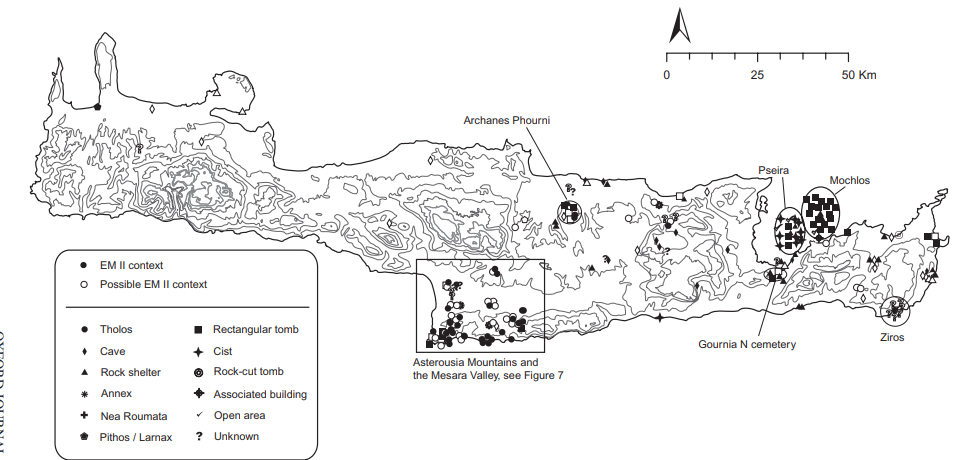 0 25 50 Km
Archanes Phourni
Pseira
Mochlos
EM II context
Possible EM II context
Tholos
Rectangular tomb
Cave
Cist
Rock shelter
Rock-cut tomb
Annex
Associated building
Nea Roumata
Open area
Pithos / Larnax
? Unknown
Asterousia Mountains and
the Mesara Valley, see Figure 7
Gournia N cemetery
Ziros
OXFORD JOURNAL